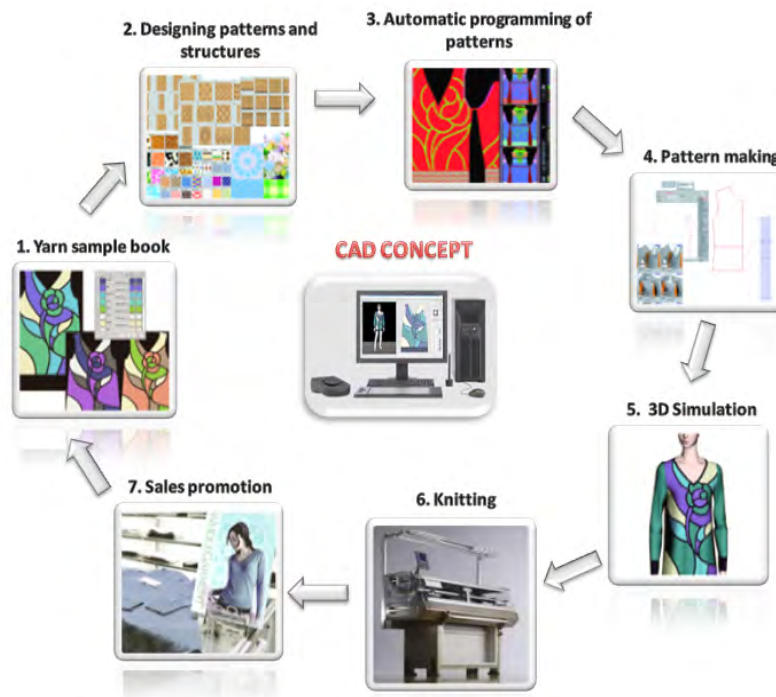 2. Designing patterns and
structures
3. Automatic programming of
patterns
4. Pattern making
1. Yarn sample book
CAD CONCEPT
5. 3D Simulation
7. Sales promotion
6. Knitting